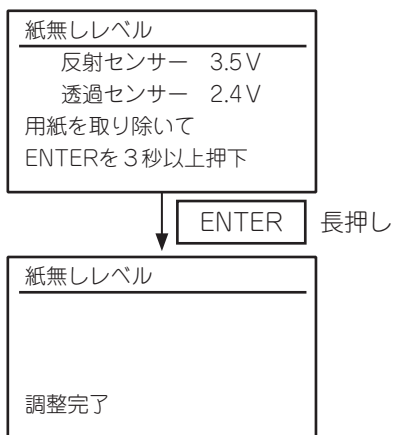 紙無しレベル
反射センサー　3.5V
透過センサー　2.4V
用紙を取り除いて
ENTERを３秒以上押下
ENTER　長押し
紙無しレベル
調整完了